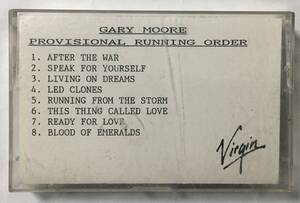 GARY MOORE
PROVISIONAL RUNNING ORDER
1. AFTER THE WAR
2. SPEAK FOR YOURSELF
3. LIVING ON DREAMS
4. LED CLONES
5. RUNNING FROM THE STORM
6. THIS THING CALLED LOVE
7. READY FOR LOVE
8. BLOOD OF EMERALDS
Virgin